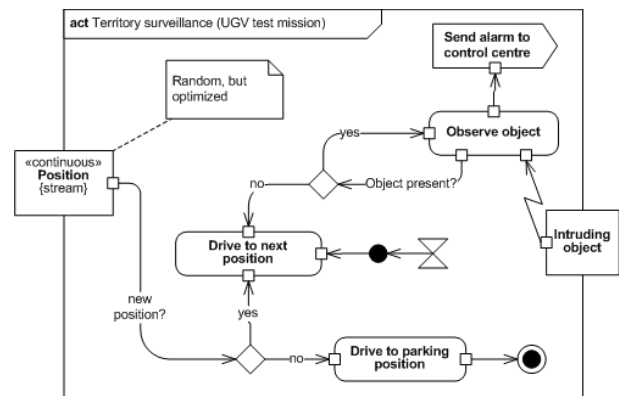 act Territory surveillance (UGV test mission)
Send alarm to
control centre
Random, but
optimized
yes
Observe object
«continuous»
Position
{stream}
no
Object present?
Drive to next
position
Intruding
object
new
position?
yes
no
Drive to parking
position